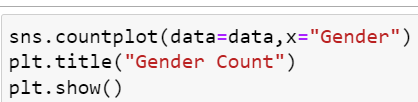 sns.countplot(data=data,x="Gender")
plt.title("Gender Count")
plt.show()